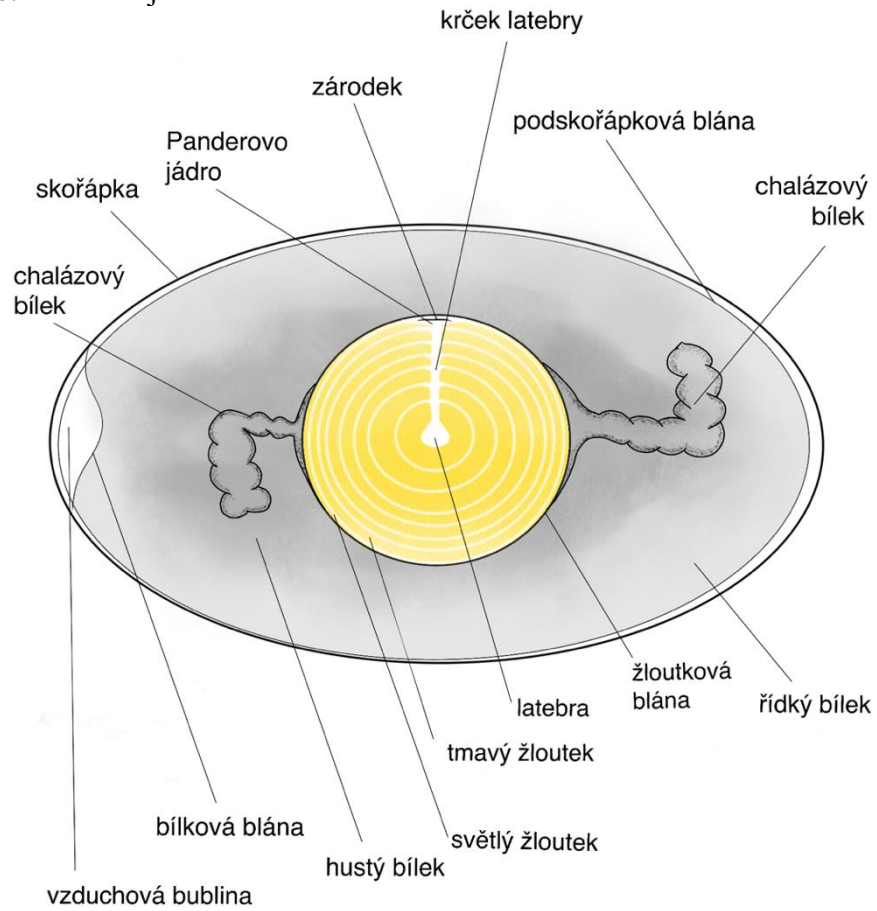 krček latebry
zárodek
podskořápková blána
Panderovo
jádro
chalázový
bílek
skořápka
chalázový
bílek
žloutková
blána
řídký bílek
latebra
tmavý žloutek
bílková blána
světlý žloutek
hustý bílek
vzduchová bublina